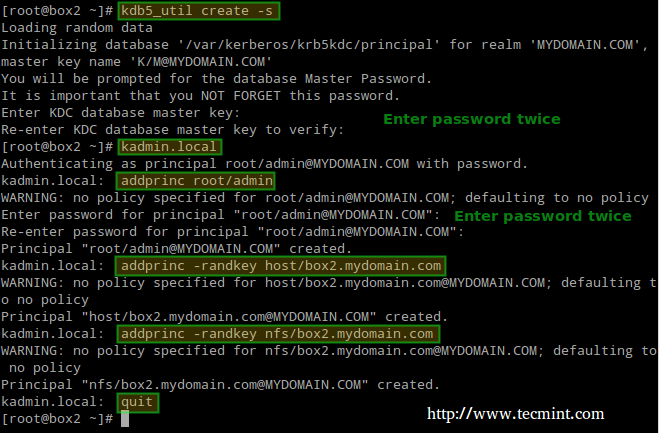 [root@box2 ~]# kdb5_util create -s
Loading random data
Initializing database '/var/kerberos/krb5kdc/principal' for realm 'MYDOMAIN.COM',
master key name 'K/M@MYDOMAIN.COM'
You will be prompted for the database Master Password.
It is important that you NOT FORGET this password.
Enter KDC database master key:
Enter password twice
Re-enter KDC database master key to verify:
[root@box2 ~]# kadmin.local
Authenticating as principal root/admin@MYDOMAIN.COM with password.
kadmin.local:  addprinc root/admin
WARNING: no policy specified for root/admin@MYDOMAIN.COM; defaulting to no policy
Enter password for principal "root/admin@MYDOMAIN.COM": Enter password twice
Re-enter password for principal "root/admin@MYDOMAIN.COM":
Principal "root/admin@MYDOMAIN.COM" created.
kadmin.local:  addprinc -randkey host/box2.mydomain.com
WARNING: no policy specified for host/box2.mydomain.com@MYDOMAIN.COM; defaulting t
o no policy
Principal "host/box2.mydomain.com@MYDOMAIN.COM" created.
kadmin.local:  addprinc -randkey nfs/box2.mydomain.com
WARNING: no policy specified for nfs/box2.mydomain.com@MYDOMAIN.COM; defaulting to
 no policy
Principal "nfs/box2.mydomain.com@MYDOMAIN.COM" created.
kadmin.local:  quit
[root@box2 ~]#
http://www.tecmint.com